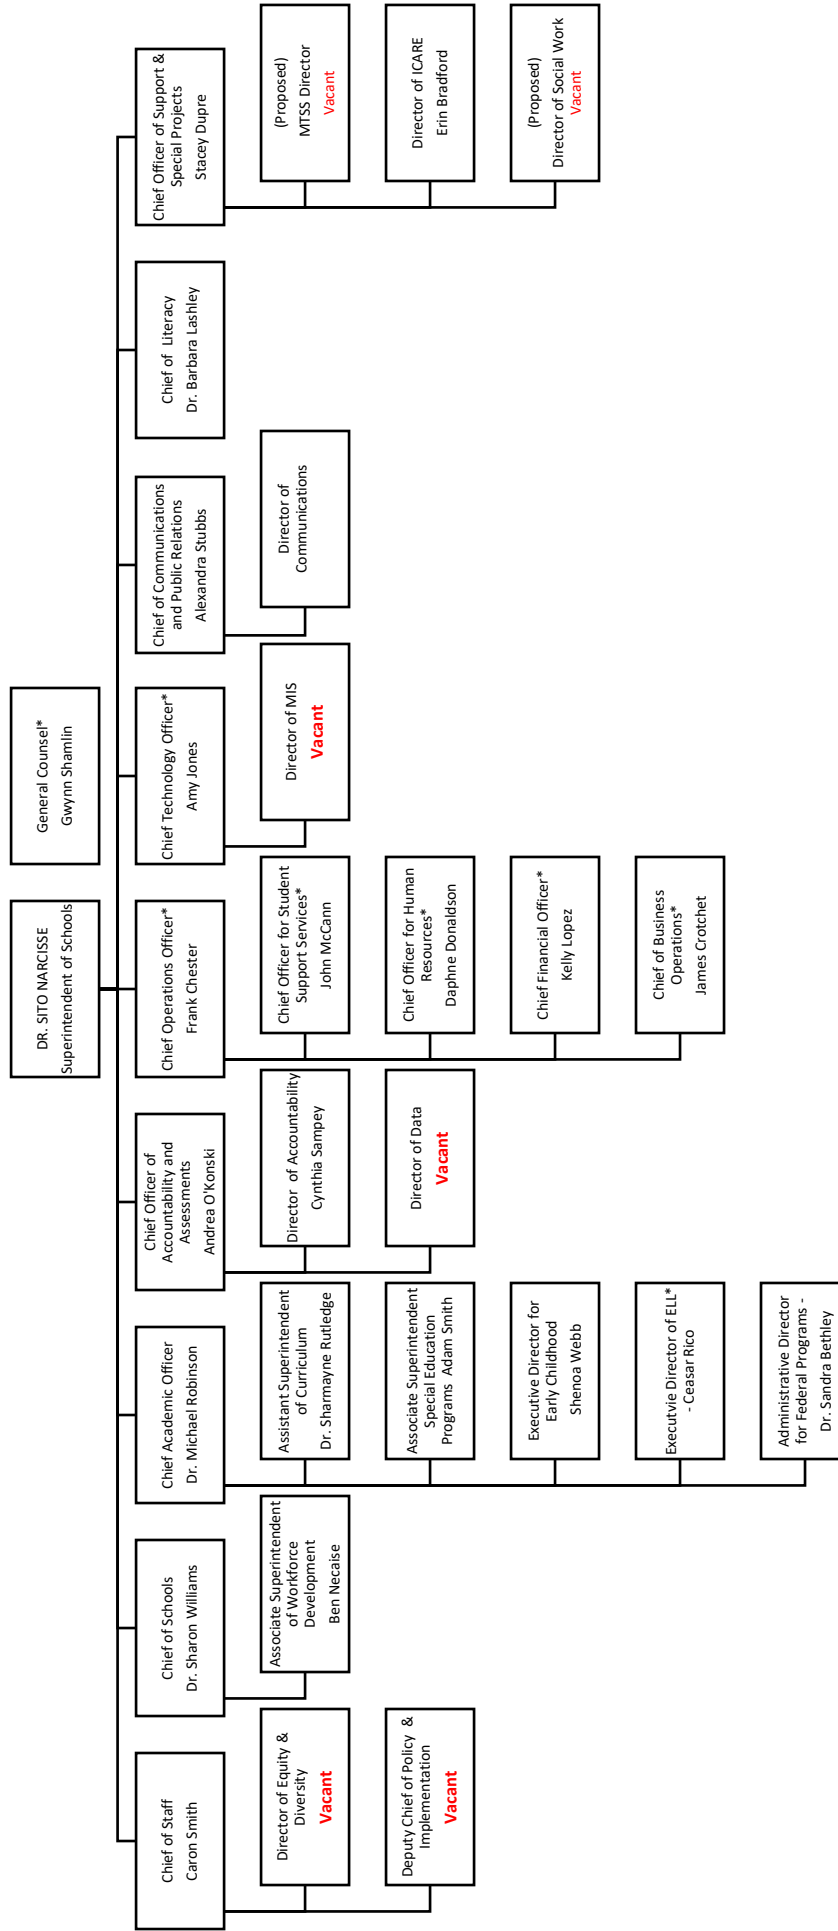 DR. SITO NARCISSE
Superintendent of Schools
General Counsel*
Gwynn Shamlin
Chief of Staff
Caron Smith
Director of Equity &
Diversity
Vacant
Deputy Chief of Policy &
Implementation
Vacant
Chief of Schools
Dr. Sharon Williams
Associate Superintendent
of Workforce
Development
Ben Necaise
Chief Academic Officer
Dr. Michael Robinson
Assistant Superintendent
of Curriculum
Dr. Sharmayne Rutledge
Associate Superintendent
Special Education
Programs Adam Smith
Executive Director for
Early Childhood
Shenoa Webb
Executvie Director of ELL*
- Ceasar Rico
Administrative Director
for Federal Programs -
Dr. Sandra Bethley
Chief Officer of
Accountability and
Assessments
Andrea O'Konski
Director of Accountability
Cynthia Sampey
Director of Data
Vacant
Chief Operations Officer*
Frank Chester
Chief Officer for Student
Support Services*
John McCann
Chief Officer for Human
Resources*
Daphne Donaldson
Chief Financial Officer*
Kelly Lopez
Chief of Business
Operations*
James Crotchet
Chief Technology Officer*
Amy Jones
Director of MIS
Vacant
Chief of Communications
and Public Relations
Alexandra Stubbs
Director of
Communications
Chief of Literacy
Dr. Barbara Lashley
Chief Officer of Support &
Special Projects
Stacey Dupre
(Proposed)
MTSS Director
Vacant
Director of ICARE
Erin Bradford
(Proposed)
Director of Social Work
Vacant